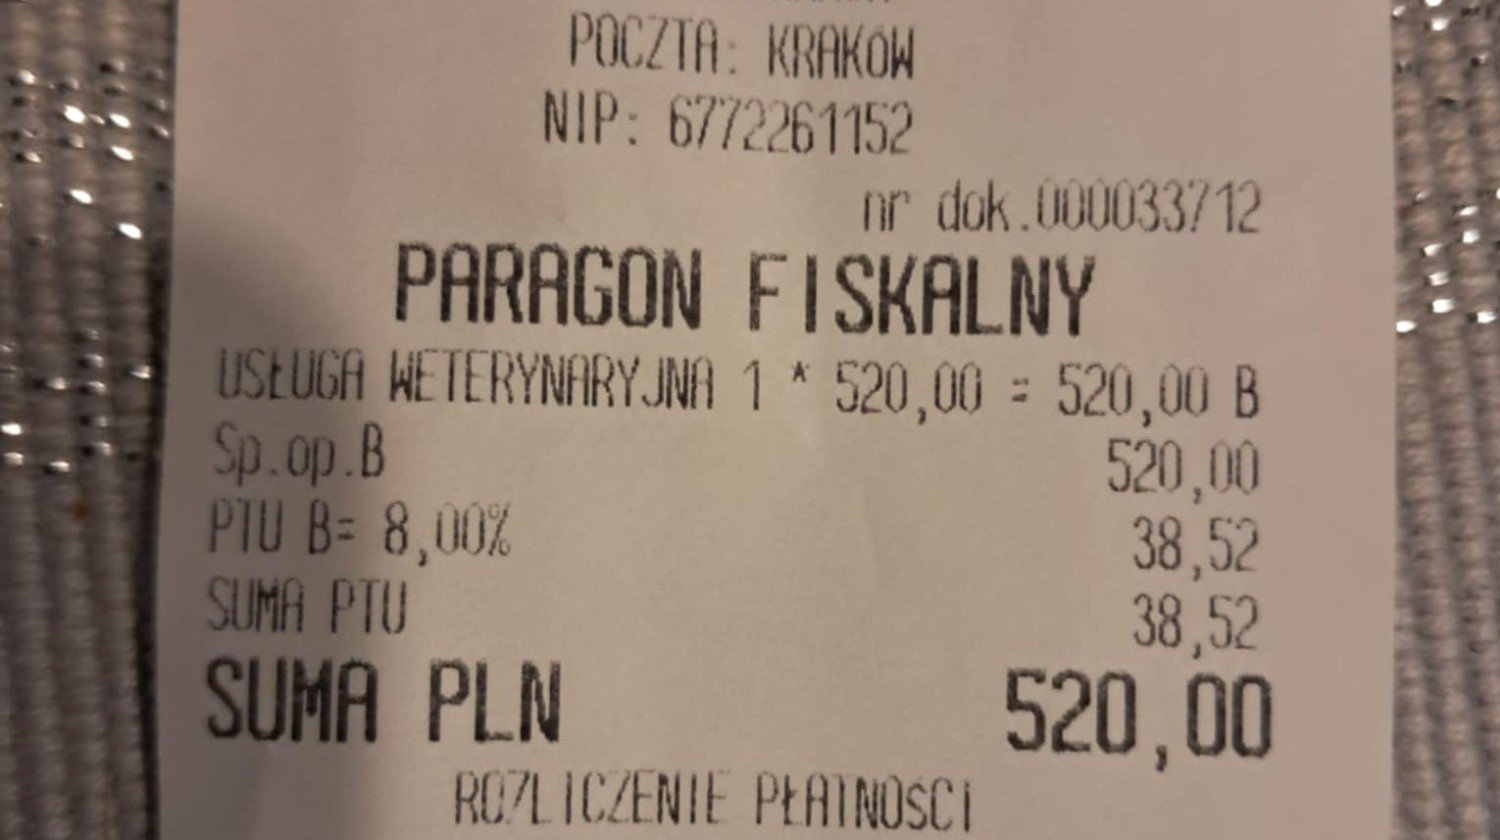 POCZTA: KRAKÓW
NIP: 6772261152
nr dok.000033712
PARAGON FISKALNY
USŁUGA WETERYNARYJNA 1 * 520,00 = 520,00 B
Sp.op.B 520,00
PTU B= 8,00% 38,52
SUMA PTU 38,52
SUMA PLN 520,00
ROZLICZENIE PŁATNOŚCI